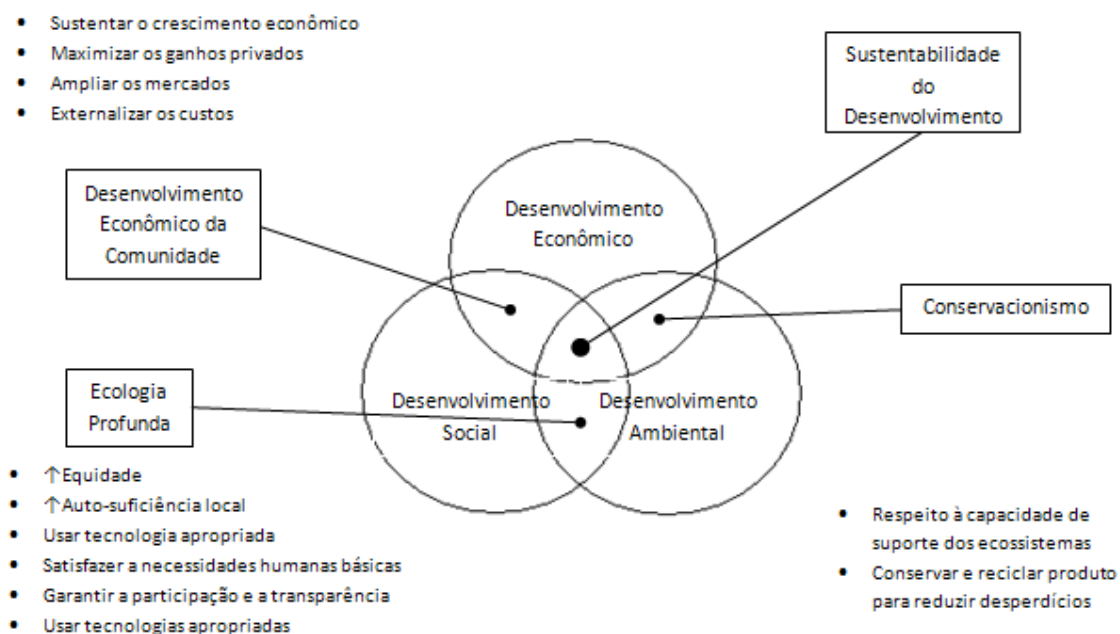 • Sustentar o crescimento econômico
• Maximizar os ganhos privados
• Ampliar os mercados
• Externalizar os custos
Sustentabilidade
do
Desenvolvimento
Desenvolvimento
Econômico da
Comunidade
Desenvolvimento
Econômico
Conservacionismo
Ecologia
Profunda
Desenvolvimento
Social
Desenvolvimento
Ambiental
• ↑Equidade
• ↑Auto-suficiência local
• Usar tecnologia apropriada
• Satisfazer a necessidades humanas básicas
• Garantir a participação e a transparência
• Usar tecnologias apropriadas
• Respeito à capacidade de
suporte dos ecossistemas
• Conservar e reciclar produto
para reduzir desperdícios